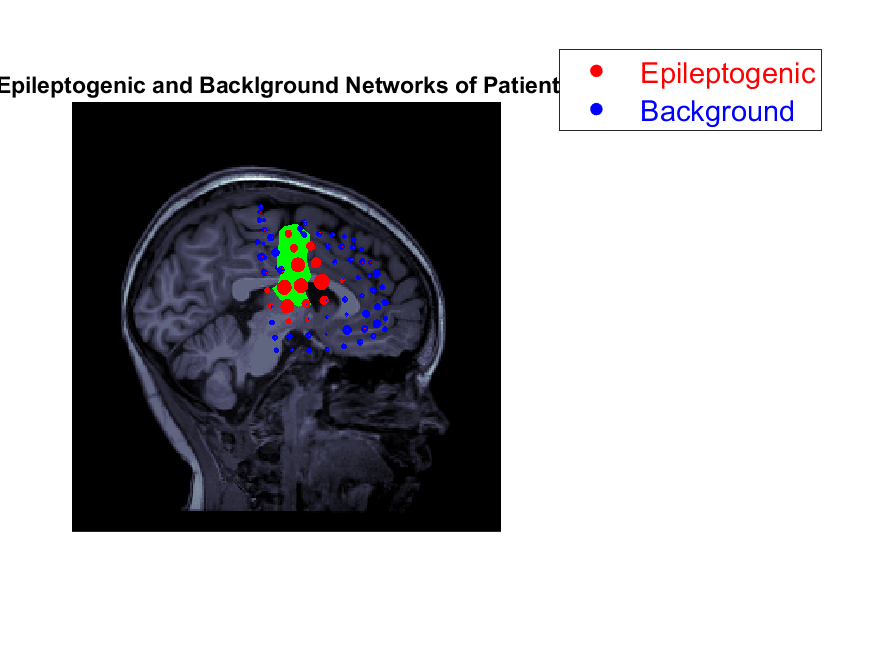 Epileptogenic and Backlground Networks of Patient
Epileptogenic
Background